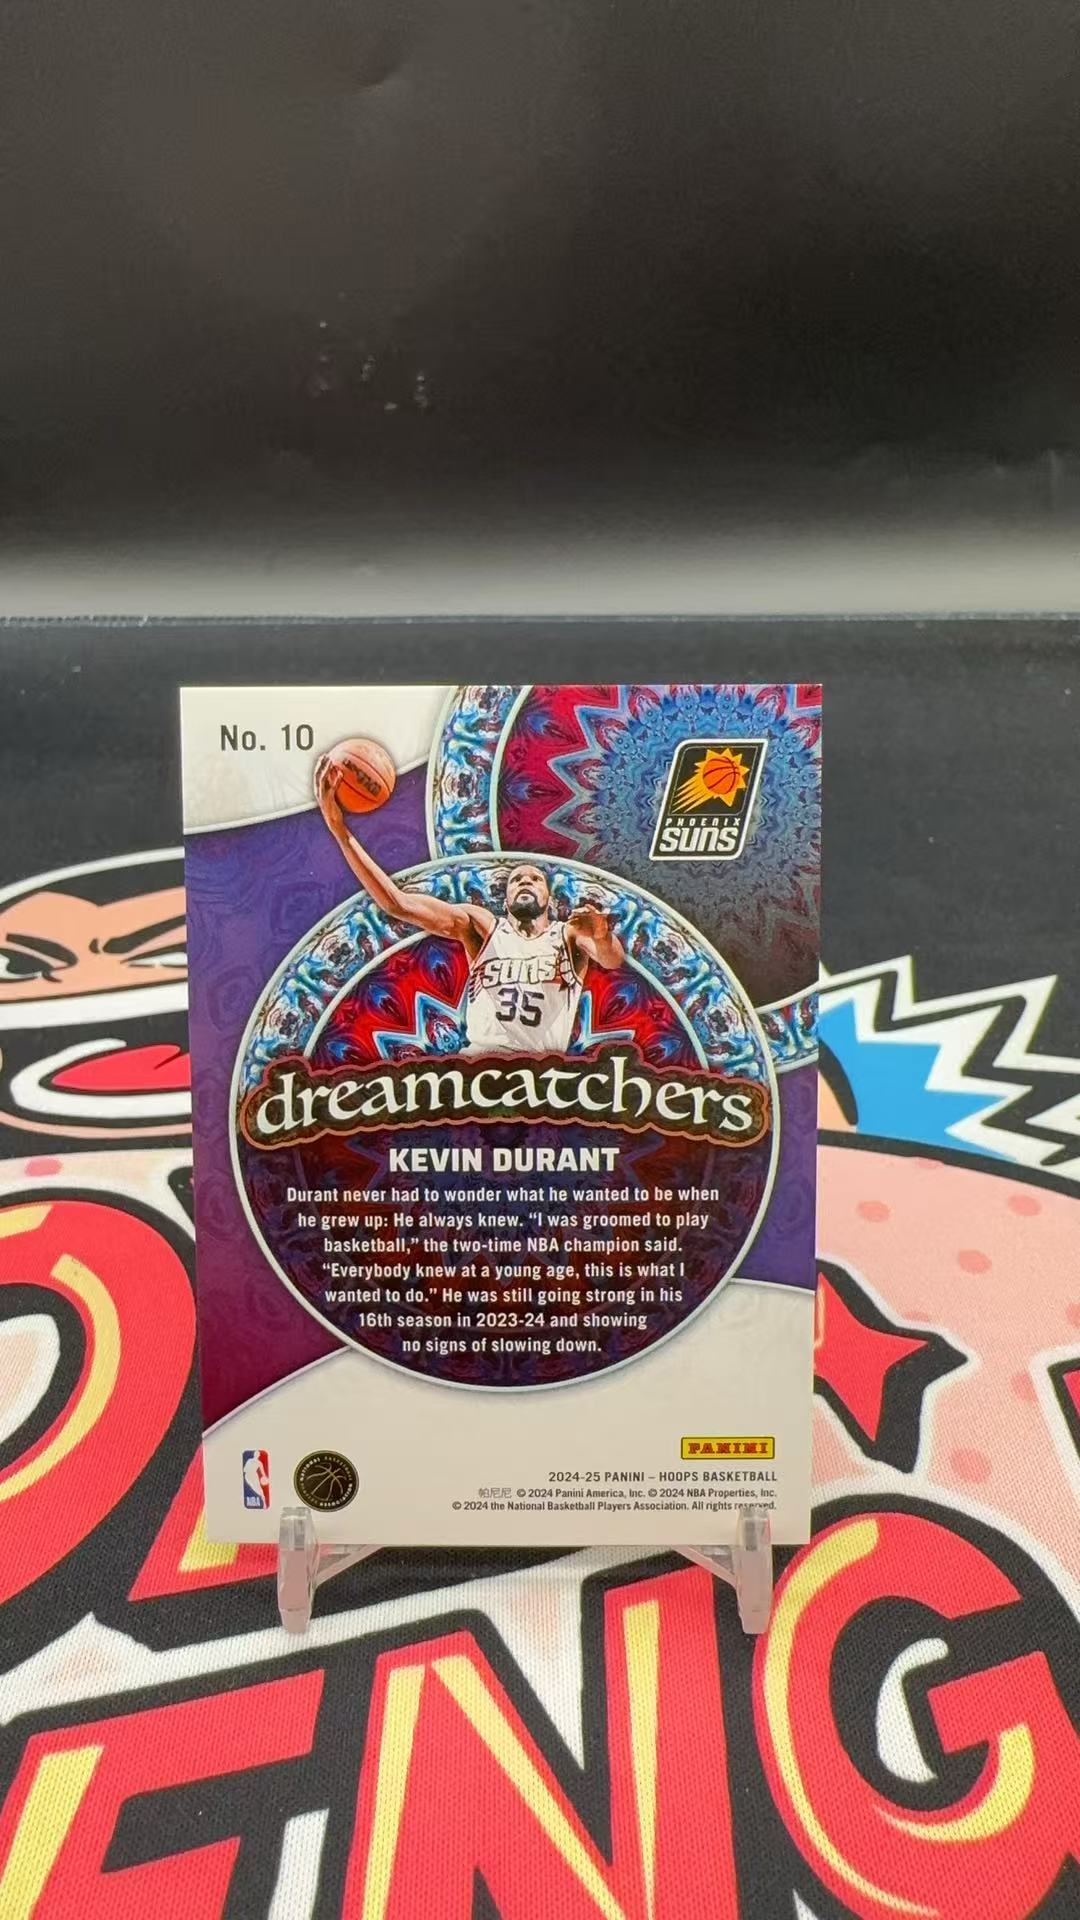 No. 10
PHOENIX
SUNS
SUNS
35
dreamcatchers
KEVIN DURANT
Durant never had to wonder what he wanted to be when
he grew up: He always knew. “I was groomed to play
basketball,” the two-time NBA champion said.
“Everybody knew at a young age, this is what I
wanted to do.” He was still going strong in his
16th season in 2023-24 and showing
no signs of slowing down.
PANINI
NBA
2024-25 PANINI – HOOPS BASKETBALL
帕尼尼 © 2024 Panini America, Inc. © 2024 NBA Properties, Inc.
© 2024 the National Basketball Players Association. All rights reserved.